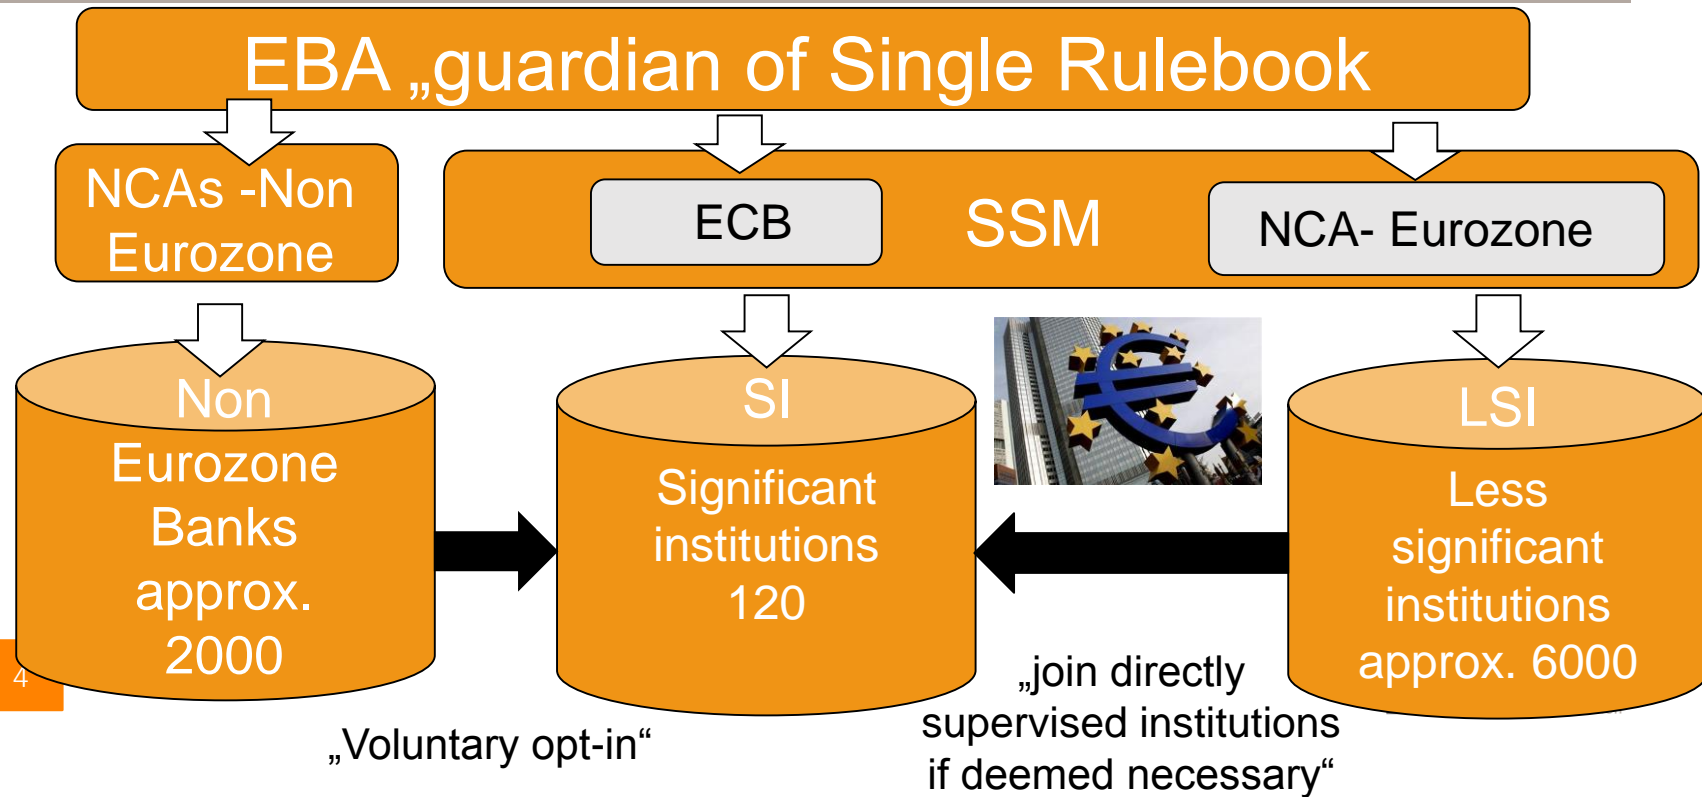 EBA „guardian of Single Rulebook
NCAs -Non
Eurozone
ECB
SSM
NCA- Eurozone
Non
Eurozone
Banks
approx.
2000
SI
Significant
institutions
120
LSI
Less
significant
institutions
approx. 6000
4
„Voluntary opt-in“
„join directly
supervised institutions
if deemed necessary“